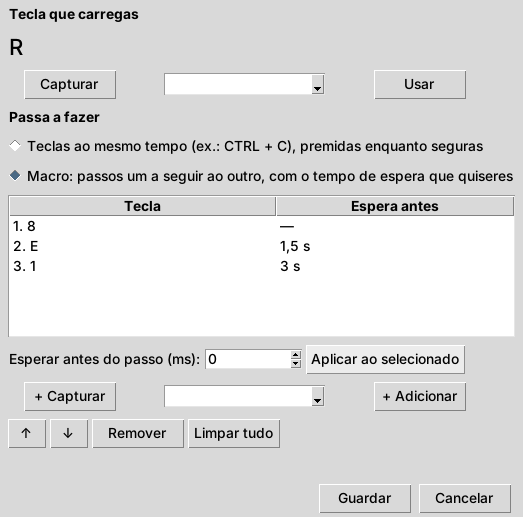 Tecla que carregas
R
Capturar
Usar
Passa a fazer
Teclas ao mesmo tempo (ex.: CTRL + C), premidas enquanto seguras
Macro: passos um a seguir ao outro, com o tempo de espera que quiseres
Tecla Espera antes
1. 8 —
2. E 1,5 s
3. 1 3 s
Esperar antes do passo (ms): 0 Aplicar ao selecionado
+ Capturar + Adicionar
↑ ↓ Remover Limpar tudo
Guardar Cancelar